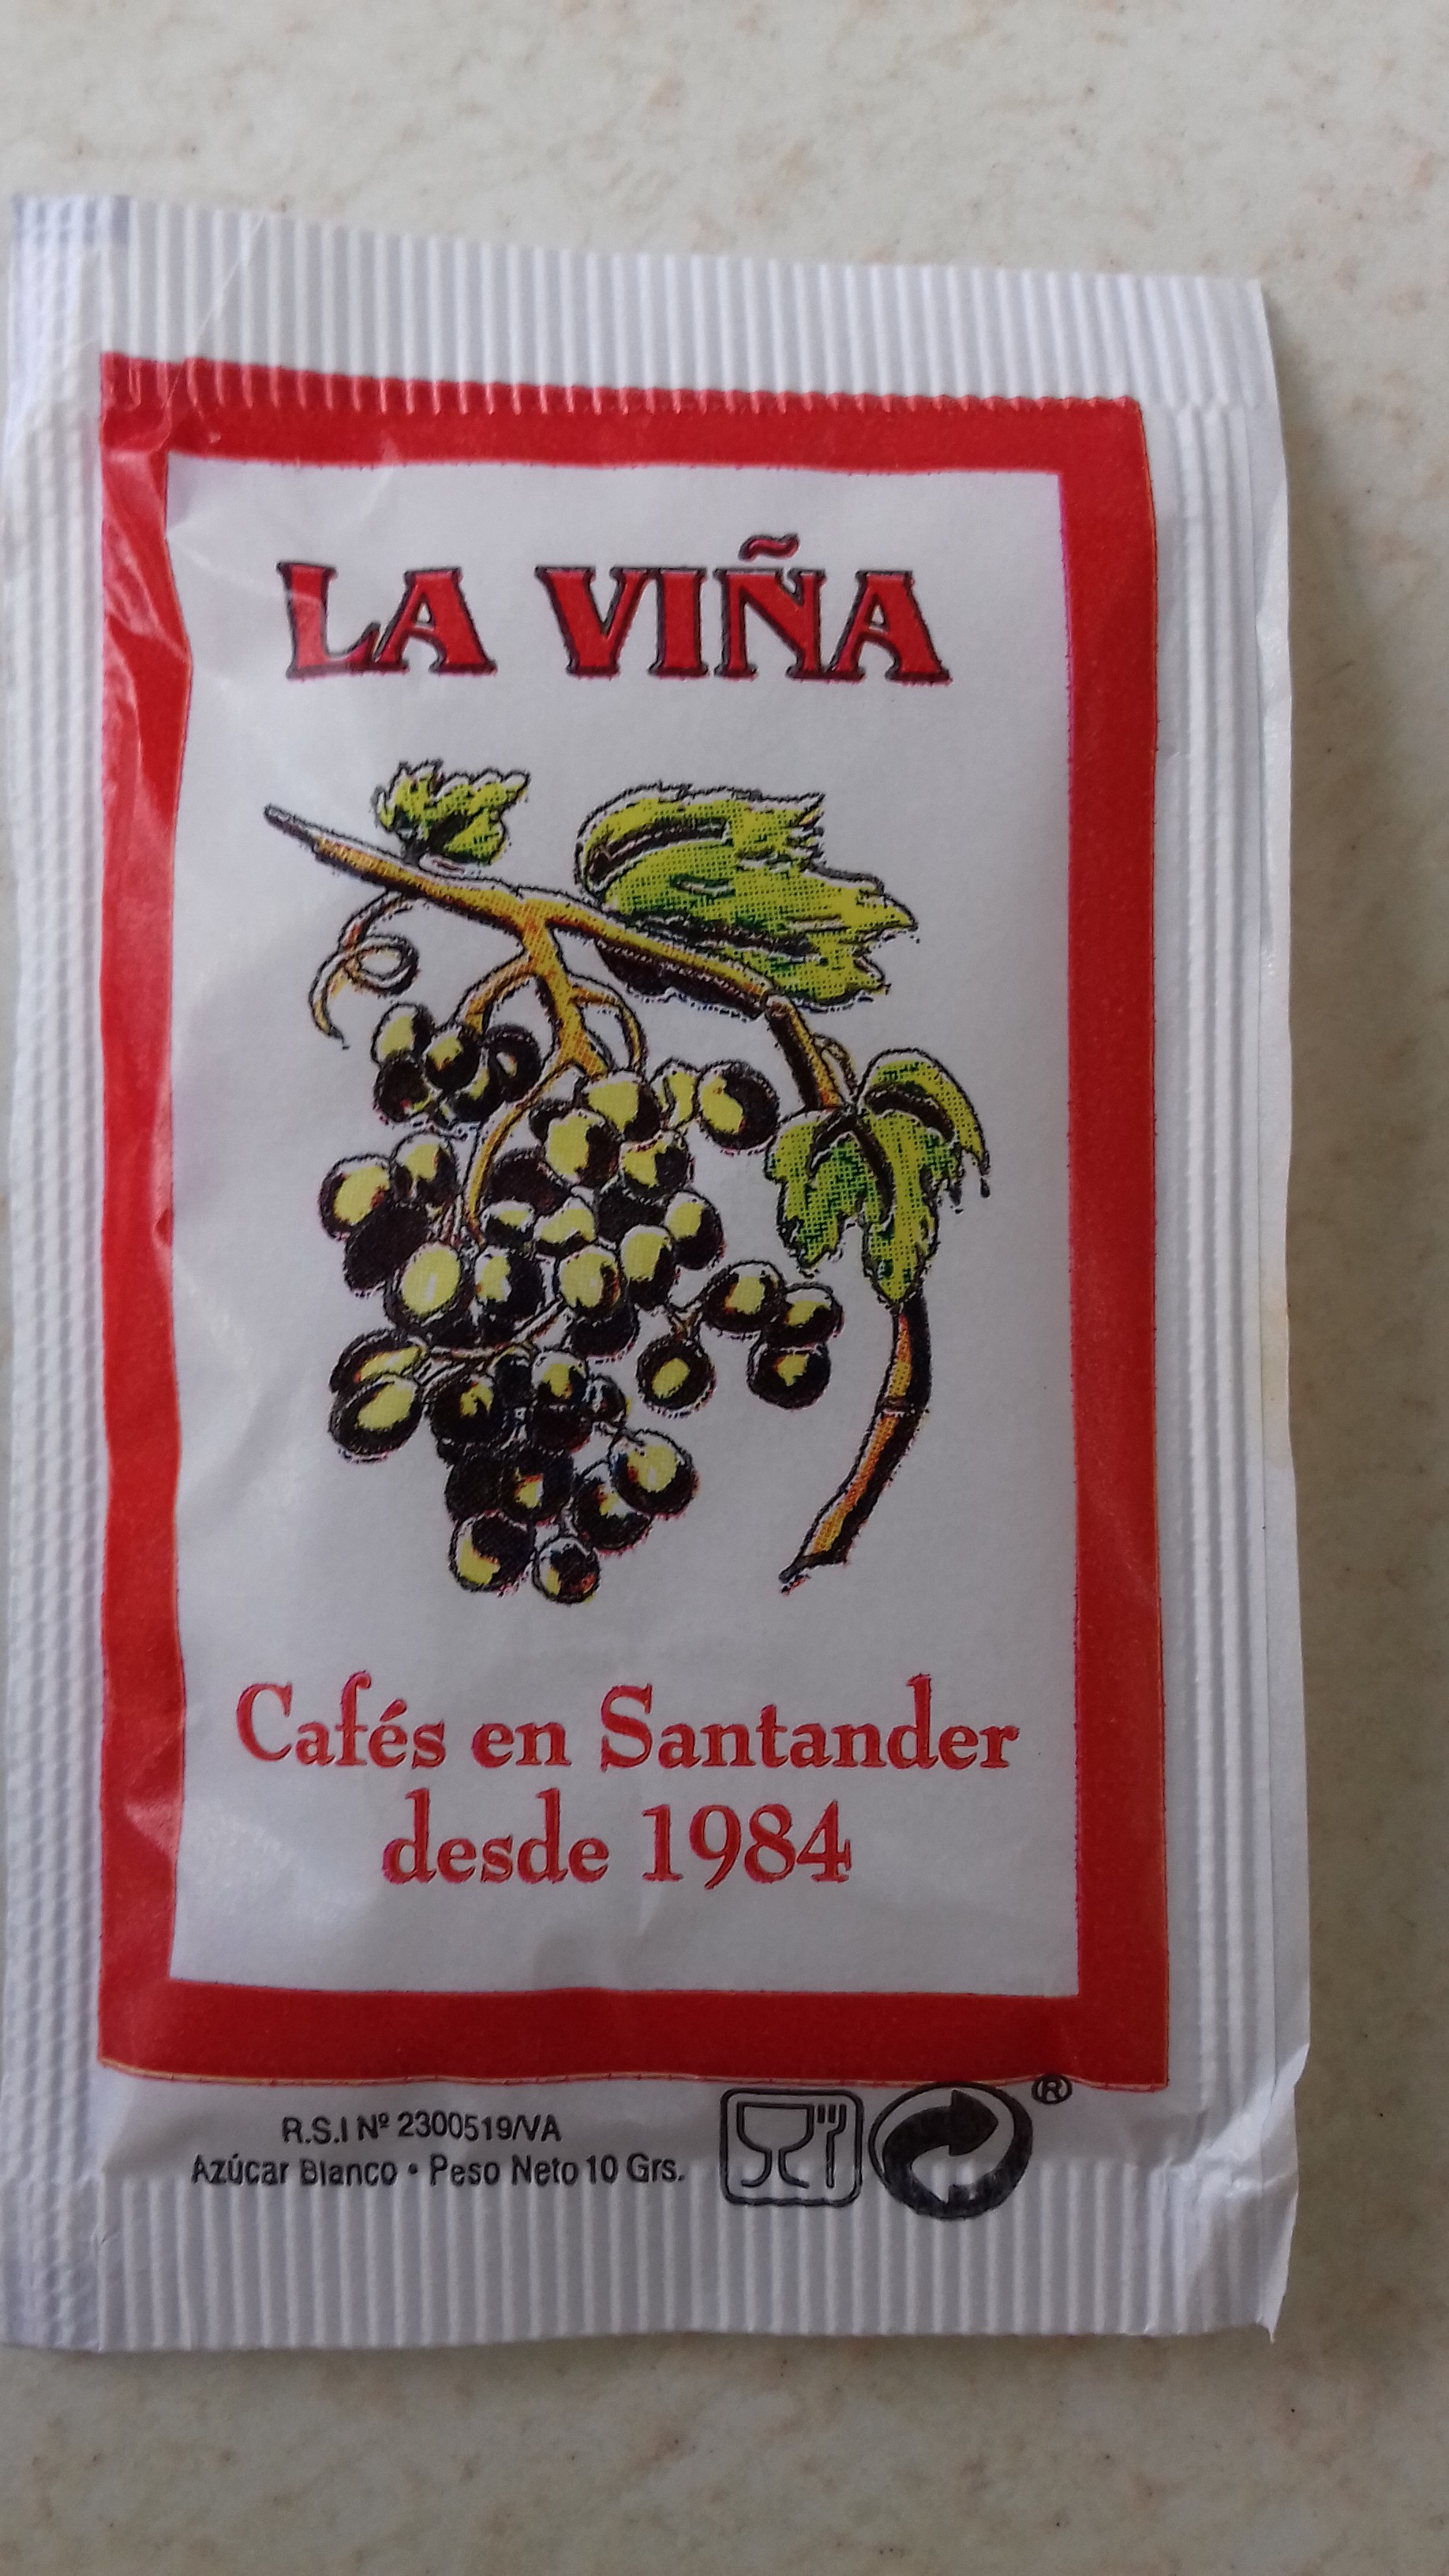 LA VIÑA
Cafés en Santander
desde 1984
R.S.I Nº 2300519/VA
Azúcar Blanco • Peso Neto 10 Grs.
®